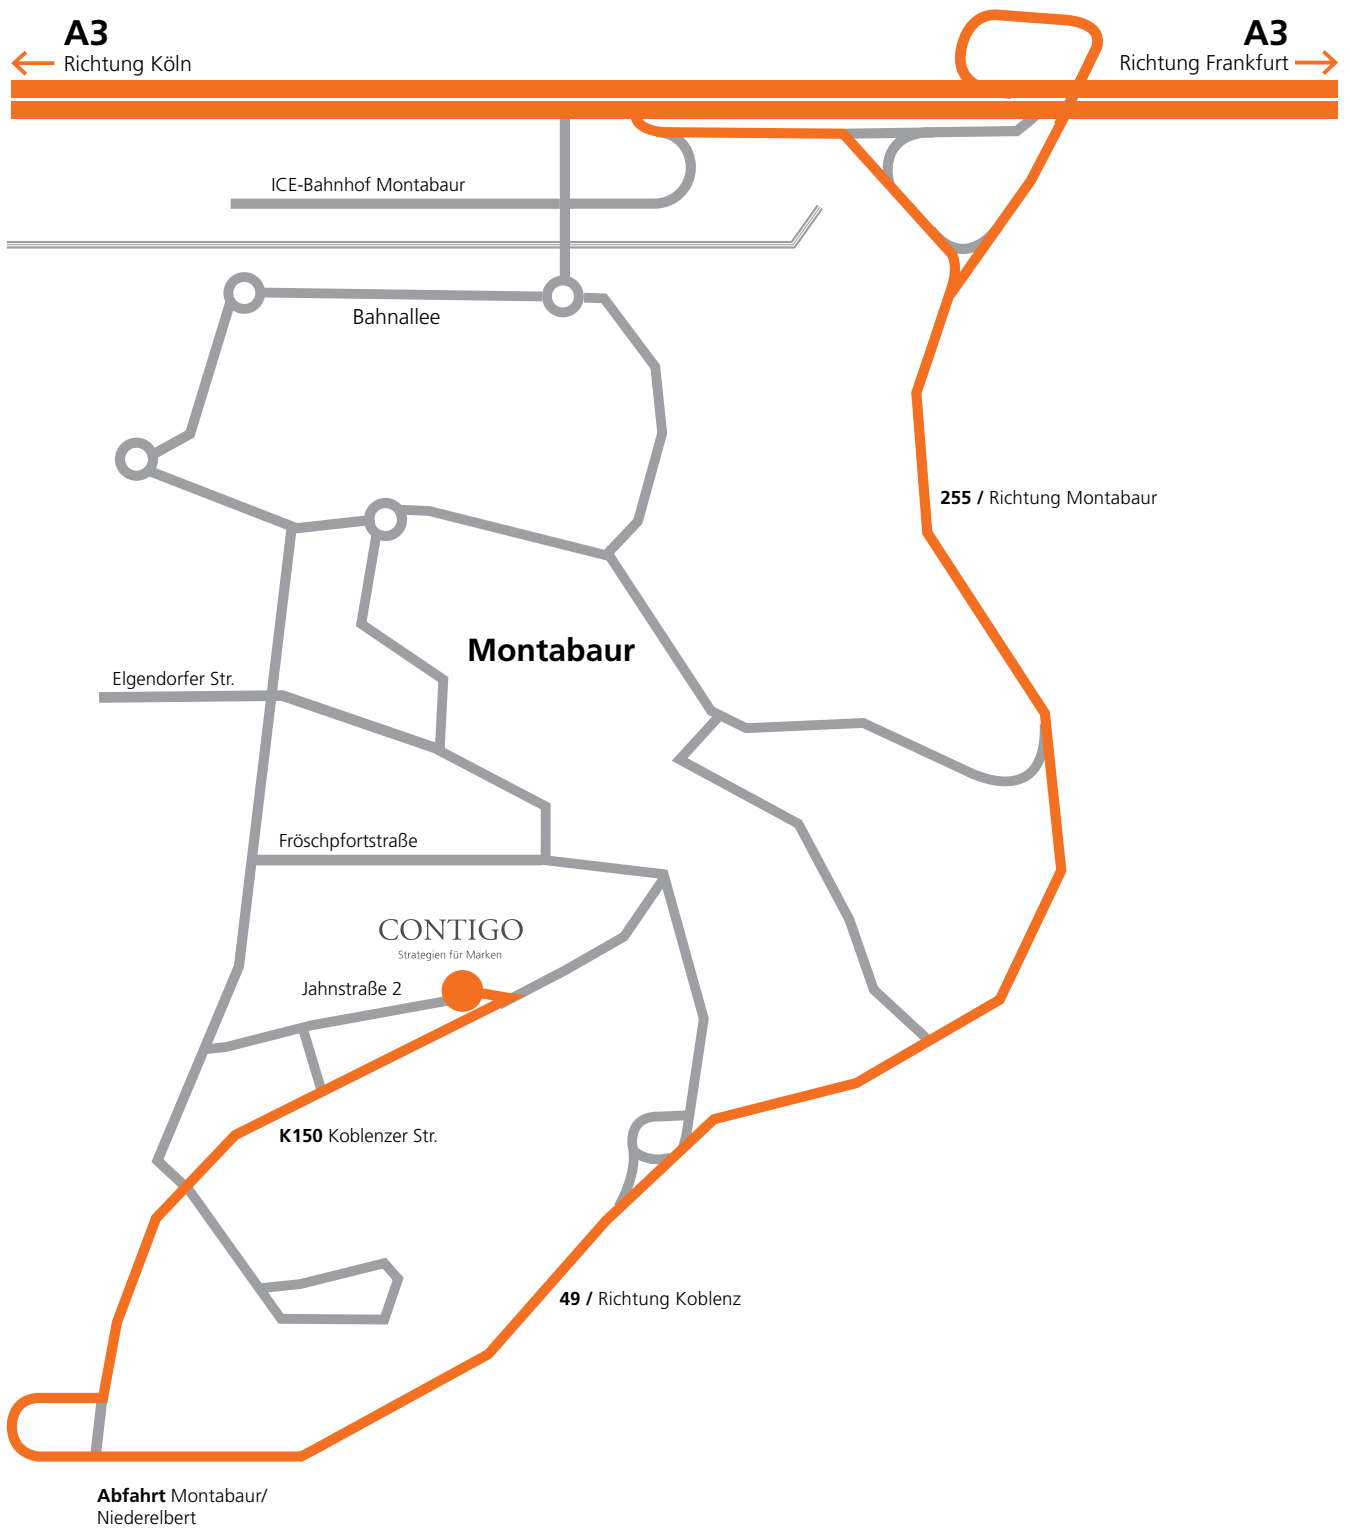 A3
Richtung Köln
A3
Richtung Frankfurt
ICE-Bahnhof Montabaur
Bahnallee
255 / Richtung Montabaur
Montabaur
Elgendorfer Str.
Fröschpfortstraße
CONTIGO
Strategien für Marken
Jahnstraße 2
K150 Koblenzer Str.
49 / Richtung Koblenz
Abfahrt Montabaur/
Niederelbert